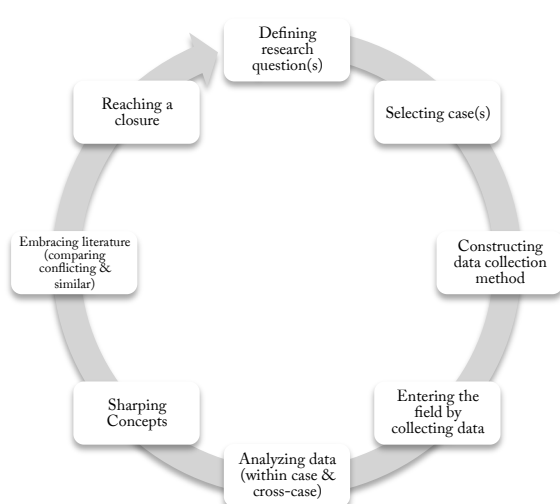 Defining
research
question(s)
Selecting case(s)
Constructing
data collection
method
Entering the
field by
collecting data
Analyzing data
(within case &
cross-case)
Sharping
Concepts
Embracing literature
(comparing
conflicting &
similar)
Reaching a
closure